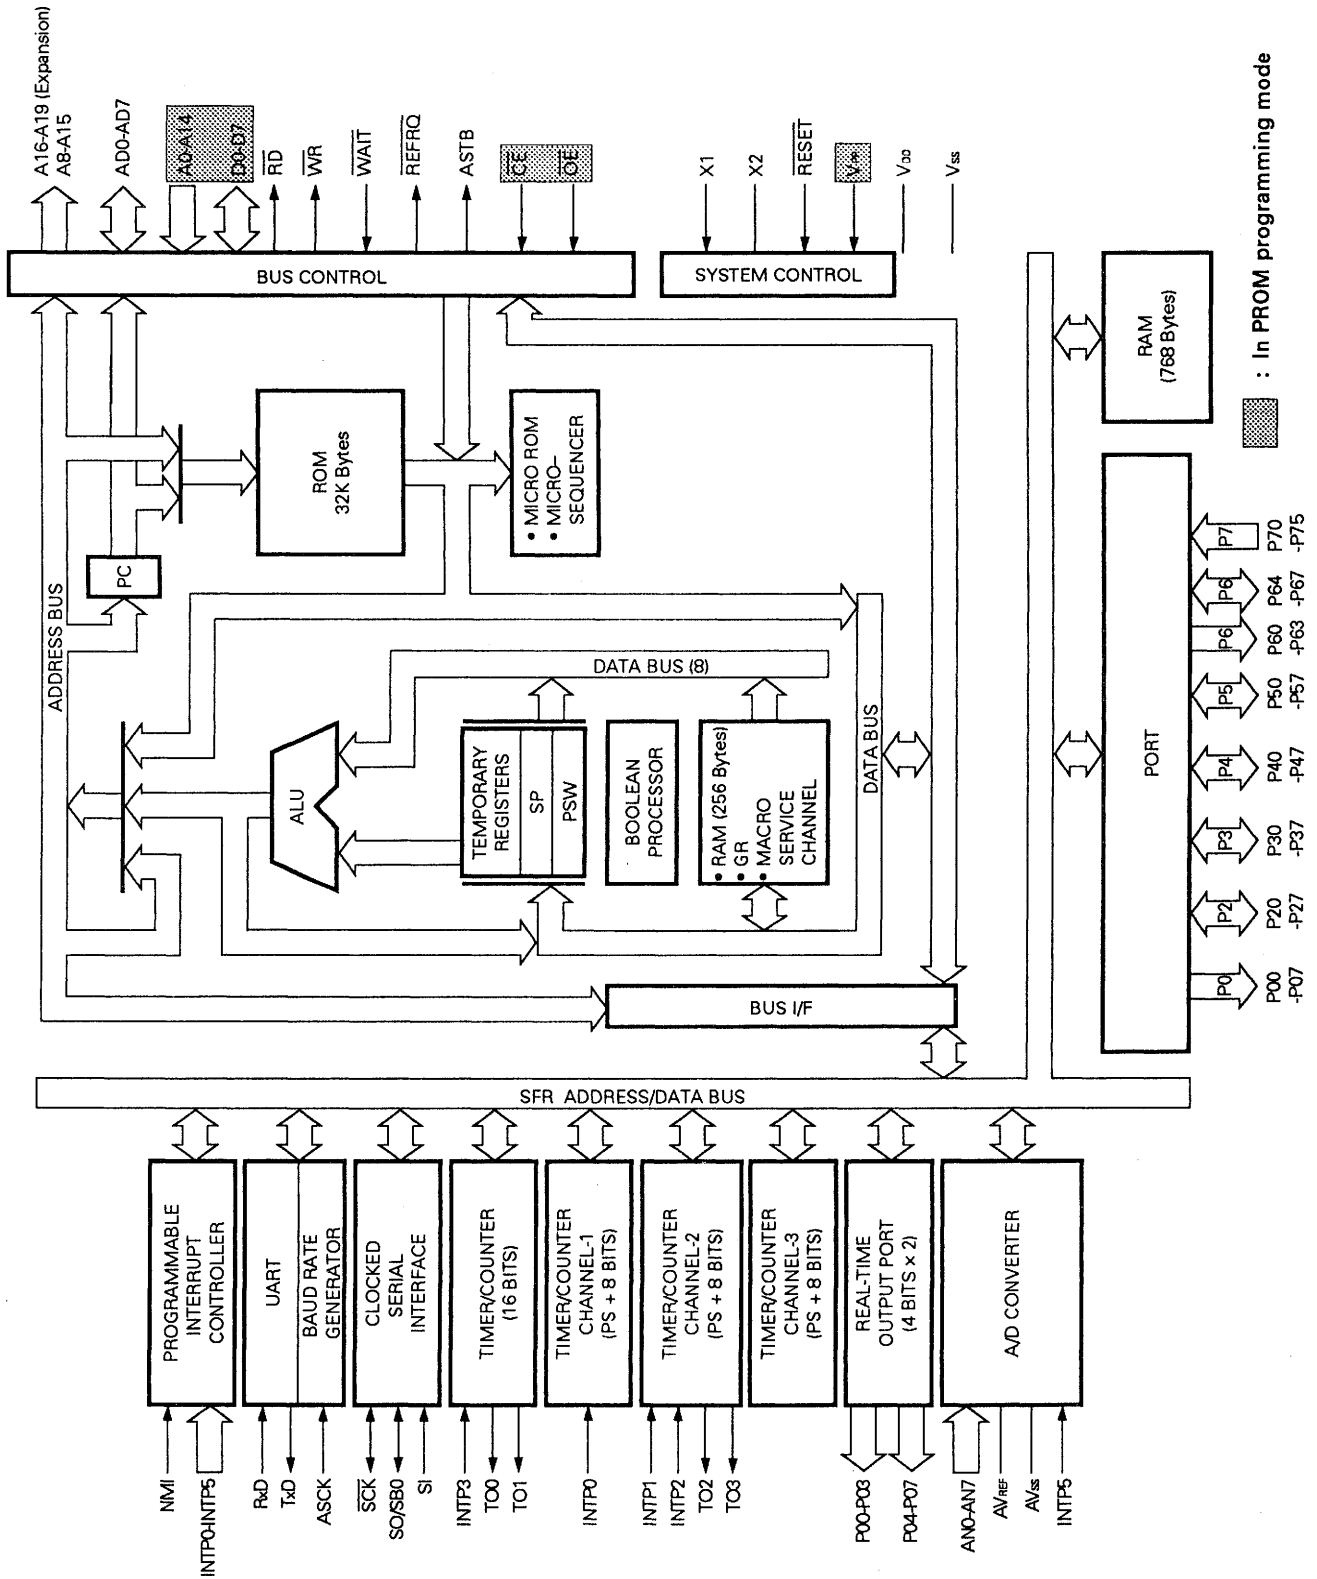 NMI
INTP0-INTP5
RxD
TxD
ASCK
SCK
SO/SB0
SI
INTP3
TO0
TO1
INTP0
INTP1
INTP2
TO2
TO3
P00-P03
P04-P07
AN0-AN7
AVREF
AVSS
INTP5
PROGRAMMABLE
INTERRUPT
CONTROLLER
UART
BAUD RATE
GENERATOR
CLOCKED
SERIAL
INTERFACE
TIMER/COUNTER
(16 BITS)
TIMER/COUNTER
CHANNEL-1
(PS + 8 BITS)
TIMER/COUNTER
CHANNEL-2
(PS + 8 BITS)
TIMER/COUNTER
CHANNEL-3
(PS + 8 BITS)
REAL-TIME
OUTPUT PORT
(4 BITS x 2)
A/D CONVERTER
SFR ADDRESS/DATA BUS
BUS I/F
ADDRESS BUS
ALU
TEMPORARY
REGISTERS
SP
PSW
BOOLEAN
PROCESSOR
• RAM (256 Bytes)
• GR
• MACRO
SERVICE
CHANNEL
DATA BUS (8)
DATA BUS
PC
ROM
32K Bytes
• MICRO ROM
• MICRO–
SEQUENCER
BUS CONTROL
SYSTEM CONTROL
A16-A19 (Expansion)
A8-A15
AD0-AD7
A0-A14
D0-D7
RD
WR
WAIT
REFRQ
ASTB
CE
OE
X1
X2
RESET
VPP
VDD
VSS
PORT
P0
P2
P3
P4
P5
P6
P6
P7
P00
-P07
P20
-P27
P30
-P37
P40
-P47
P50
-P57
P60
-P63
P64
-P67
P70
-P75
RAM
(768 Bytes)
: In PROM programming mode